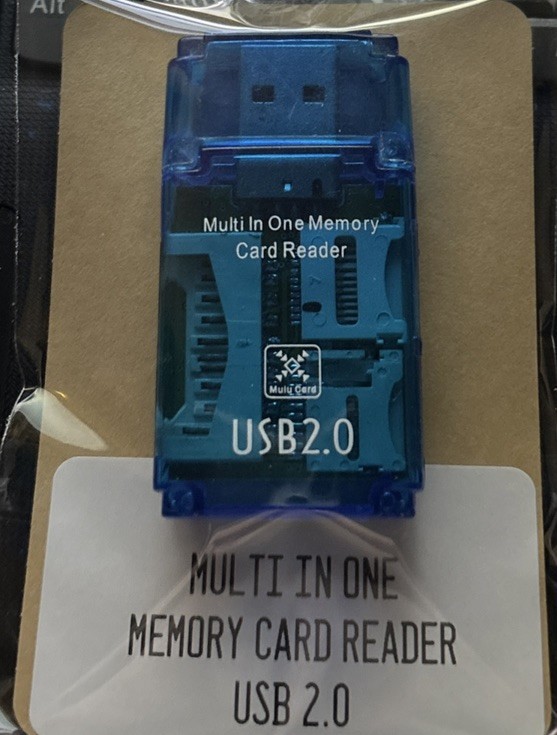 Alt
Multi In One Memory
Card Reader
Multi Card
USB2.0
MULTI IN ONE
MEMORY CARD READER
USB 2.0